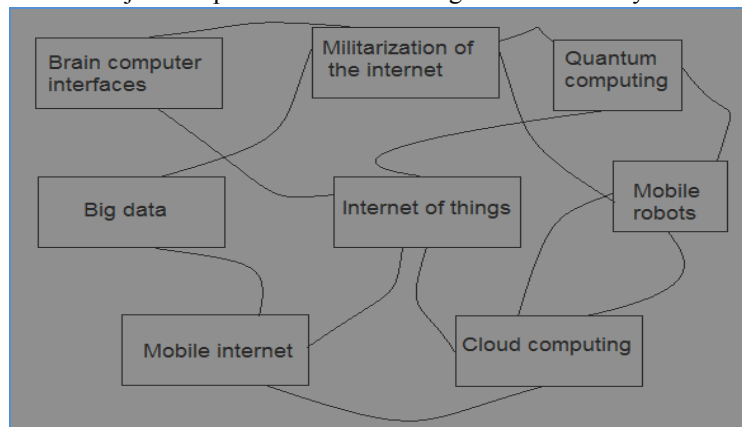 Brain computer
interfaces
Militarization of
the internet
Quantum
computing
Big data
Internet of things
Mobile
robots
Mobile internet
Cloud computing